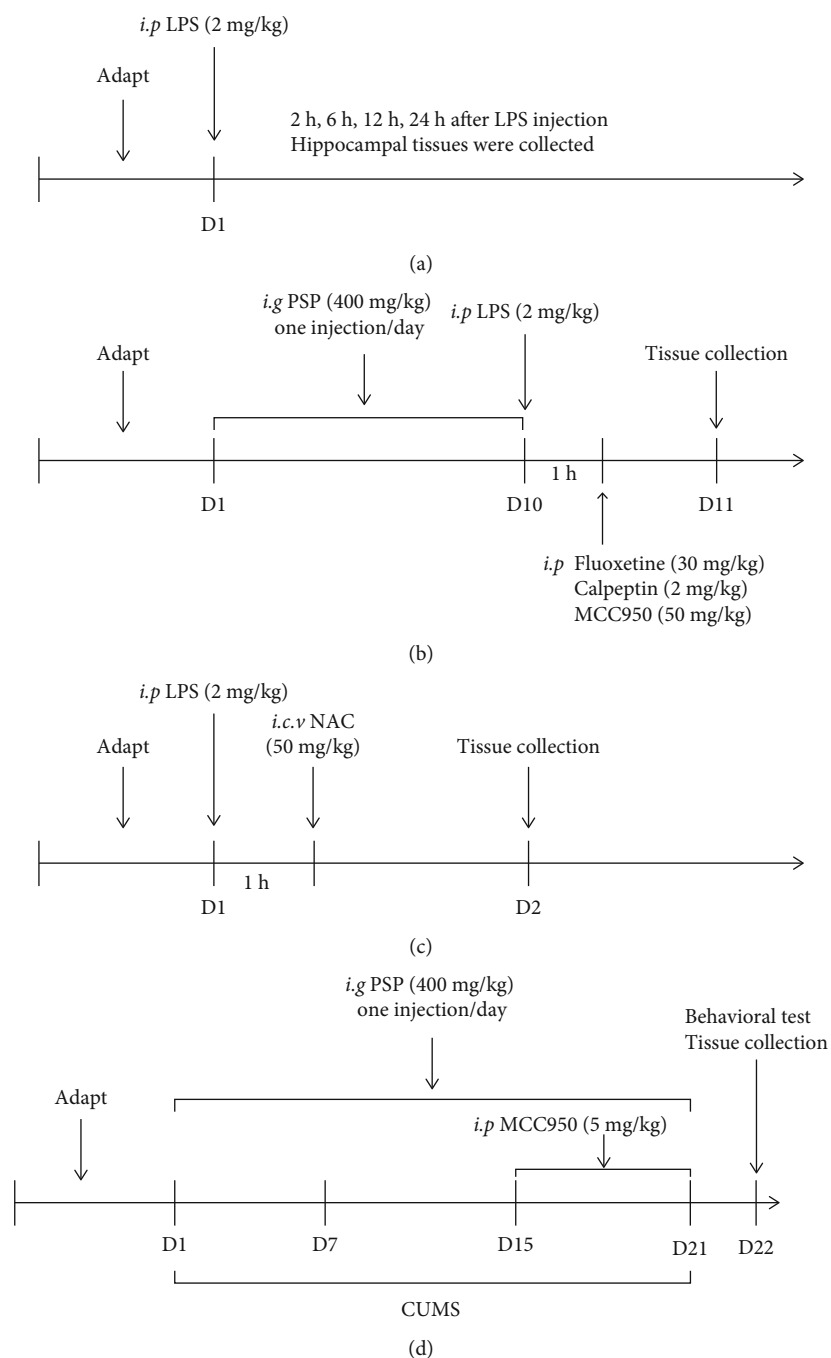 i.p LPS (2 mg/kg)
Adapt
2 h, 6 h, 12 h, 24 h after LPS injection
Hippocampal tissues were collected
D1
(a)
i.g PSP (400 mg/kg)
one injection/day
i.p LPS (2 mg/kg)
Adapt
Tissue collection
1 h
D1
D10
D11
i.p Fluoxetine (30 mg/kg)
Calpeptin (2 mg/kg)
MCC950 (50 mg/kg)
(b)
i.p LPS (2 mg/kg)
i.c.v NAC
(50 mg/kg)
Adapt
Tissue collection
1 h
D1
D2
(c)
i.g PSP (400 mg/kg)
one injection/day
Behavioral test
Tissue collection
Adapt
i.p MCC950 (5 mg/kg)
D1
D7
D15
D21
D22
CUMS
(d)